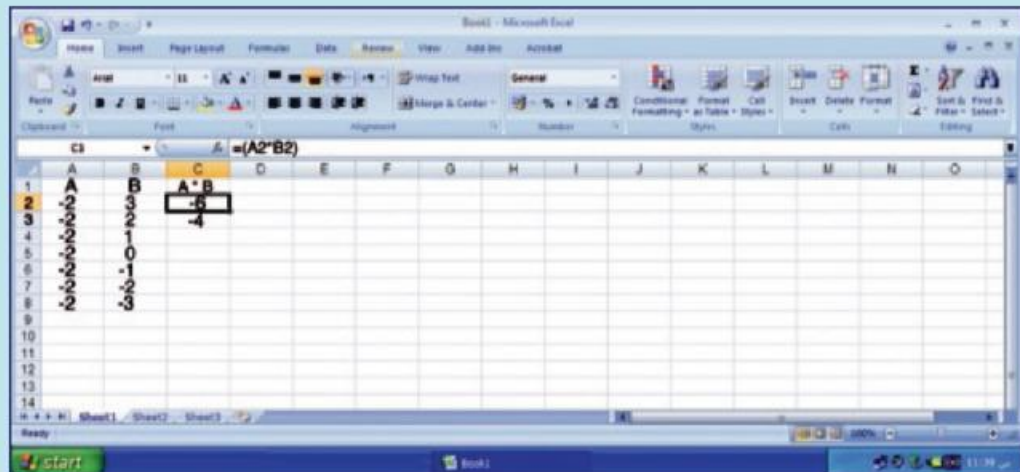 Book1 - Microsoft Excel
Home Insert Page Layout Formulas Data Review View Add-Ins Acrobat
Arial 11 A A Wrap Text General
Paste B I U A Merge & Center % Conditional Formatting Format as Table Cell Styles Insert Delete Format Σ Sort & Filter Find & Select
Clipboard Font Alignment Number Styles Cells Editing
C3 =(A2*B2)
A B C D E F G H I J K L M N O
1 A B A * B
2 -2 3 -6
3 -2 2 -4
4 -2 1
5 -2 0
6 -2 -1
7 -2 -2
8 -2 -3
9
10
11
12
13
14
Sheet1 Sheet2 Sheet3
Ready 100%
start Book1 11:39